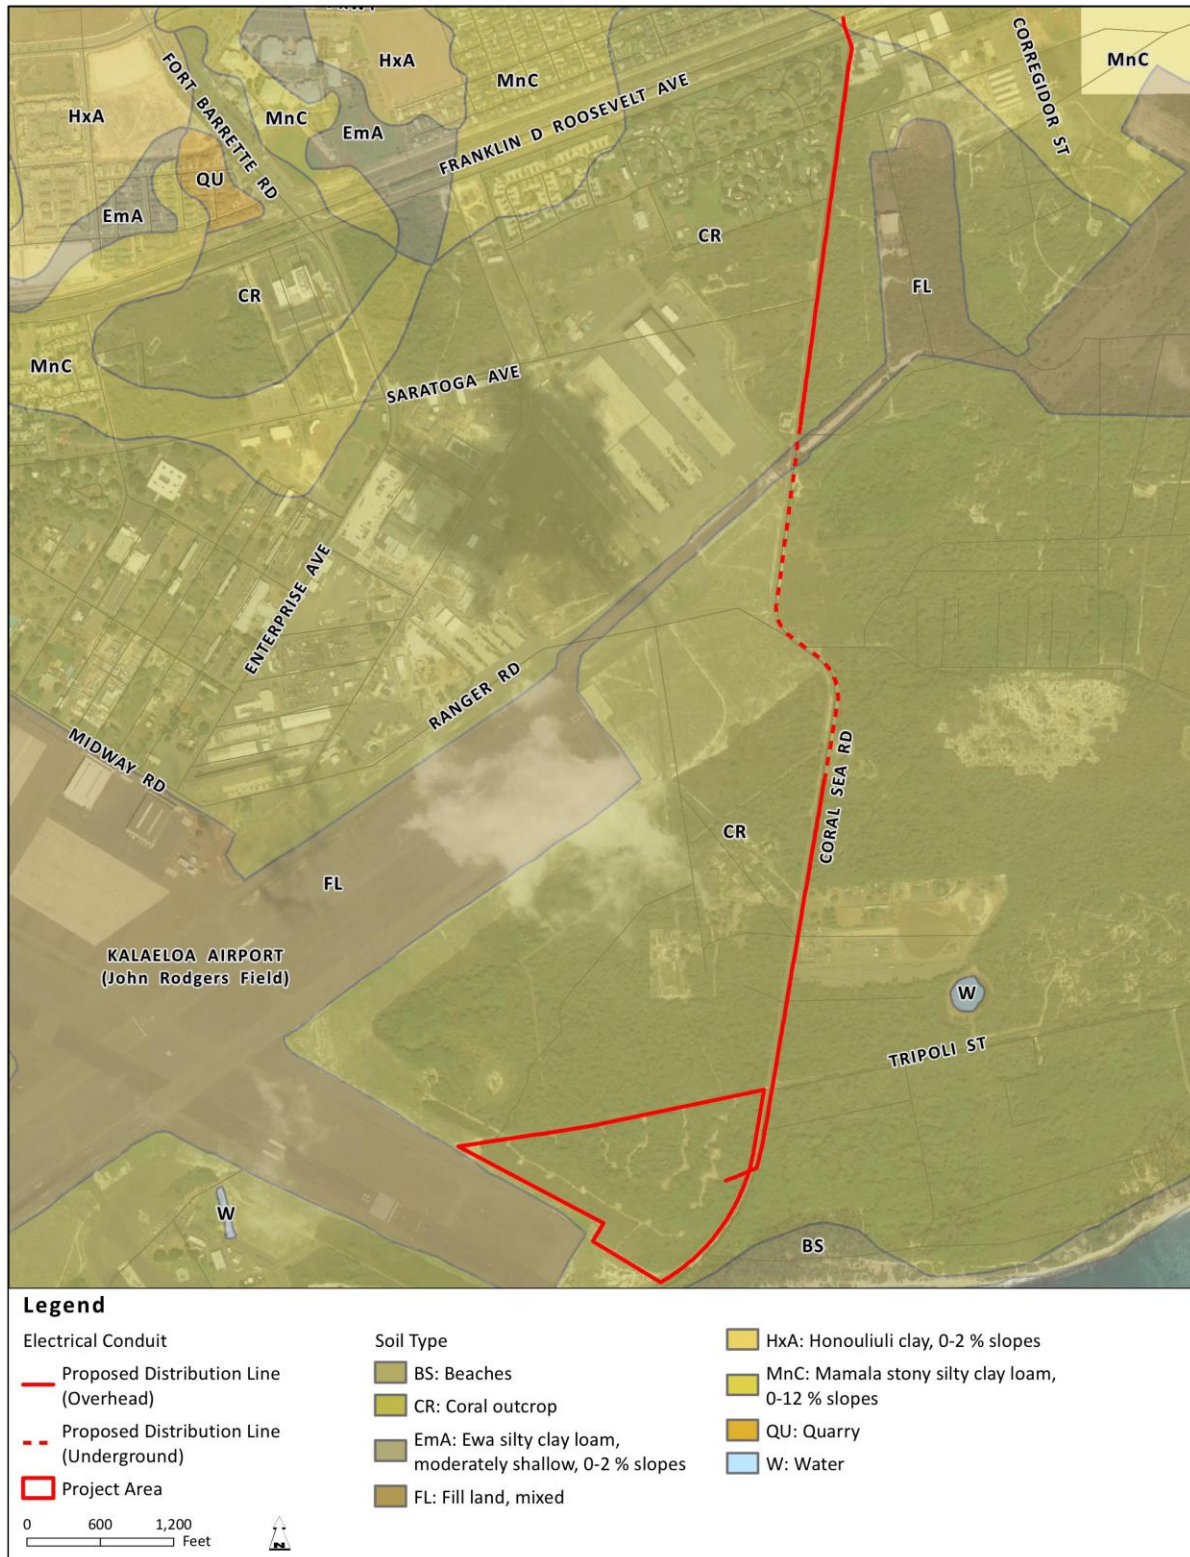 HxA
MnC
CORREGIDOR ST
MnC
FORT BARRETTE RD
HxA
MnC
EmA
FRANKLIN D ROOSEVELT AVE
QU
EmA
CR
CR
FL
MnC
SARATOGA AVE
ENTERPRISE AVE
RANGER RD
MIDWAY RD
CORAL SEA RD
CR
FL
KALAELOA AIRPORT
(John Rodgers Field)
W
TRIPOLI ST
W
BS
Legend
Electrical Conduit
Proposed Distribution Line
(Overhead)
Proposed Distribution Line
(Underground)
Project Area
0 600 1,200
Feet
N
Soil Type
BS: Beaches
CR: Coral outcrop
EmA: Ewa silty clay loam,
moderately shallow, 0-2 % slopes
FL: Fill land, mixed
HxA: Honouliuli clay, 0-2 % slopes
MnC: Mamala stony silty clay loam,
0-12 % slopes
QU: Quarry
W: Water